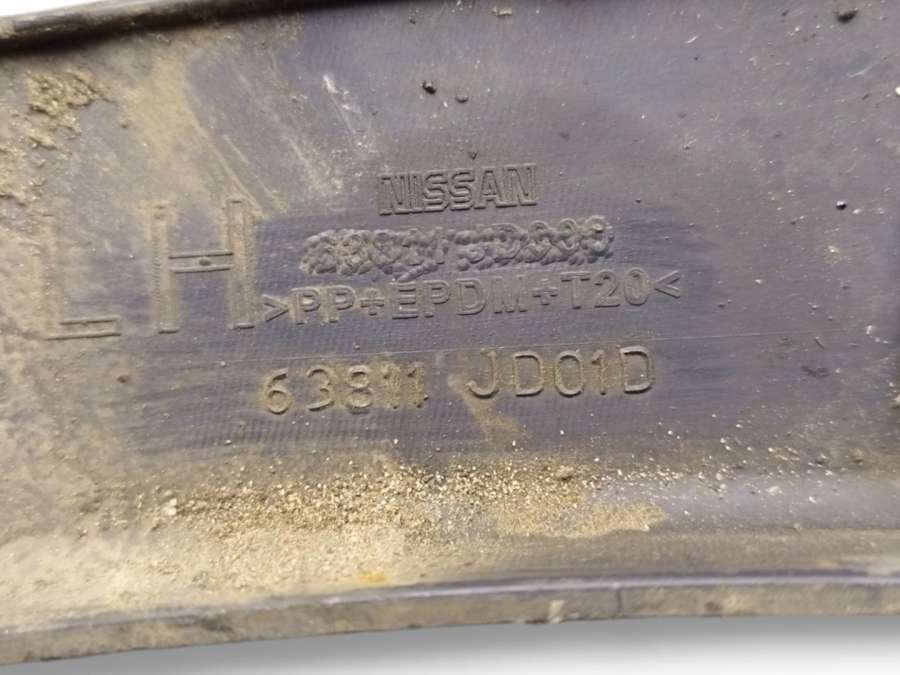 NISSAN
LH
>PP+EPDM+T20<
63811 JD01D